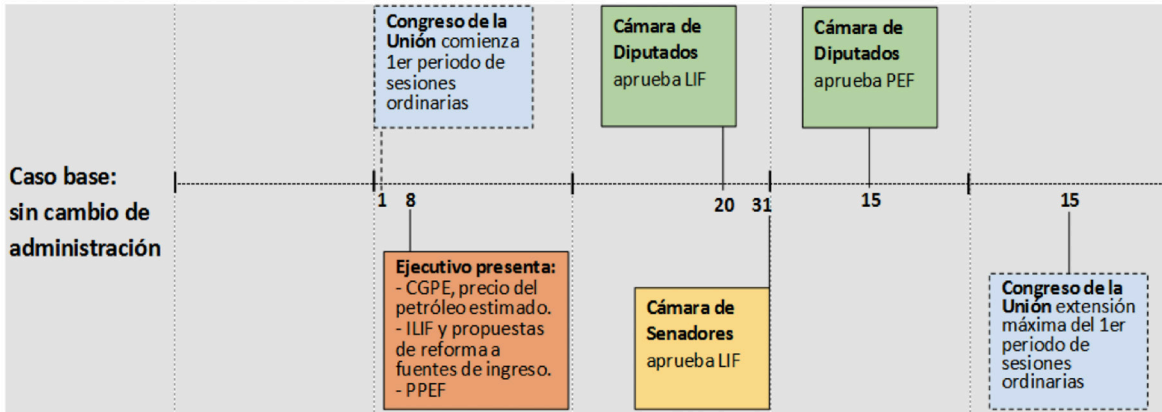 Congreso de la
Unión comienza
1er periodo de
sesiones
ordinarias
Cámara de
Diputados
aprueba LIF
Cámara de
Diputados
aprueba PEF
Caso base:
sin cambio de
administración
1
8
20
31
15
15
Ejecutivo presenta:
- CGPE, precio del
petróleo estimado.
- ILIF y propuestas
de reforma a
fuentes de ingreso.
- PPEF
Cámara de
Senadores
aprueba LIF
Congreso de la
Unión extensión
máxima del 1er
periodo de
sesiones
ordinarias